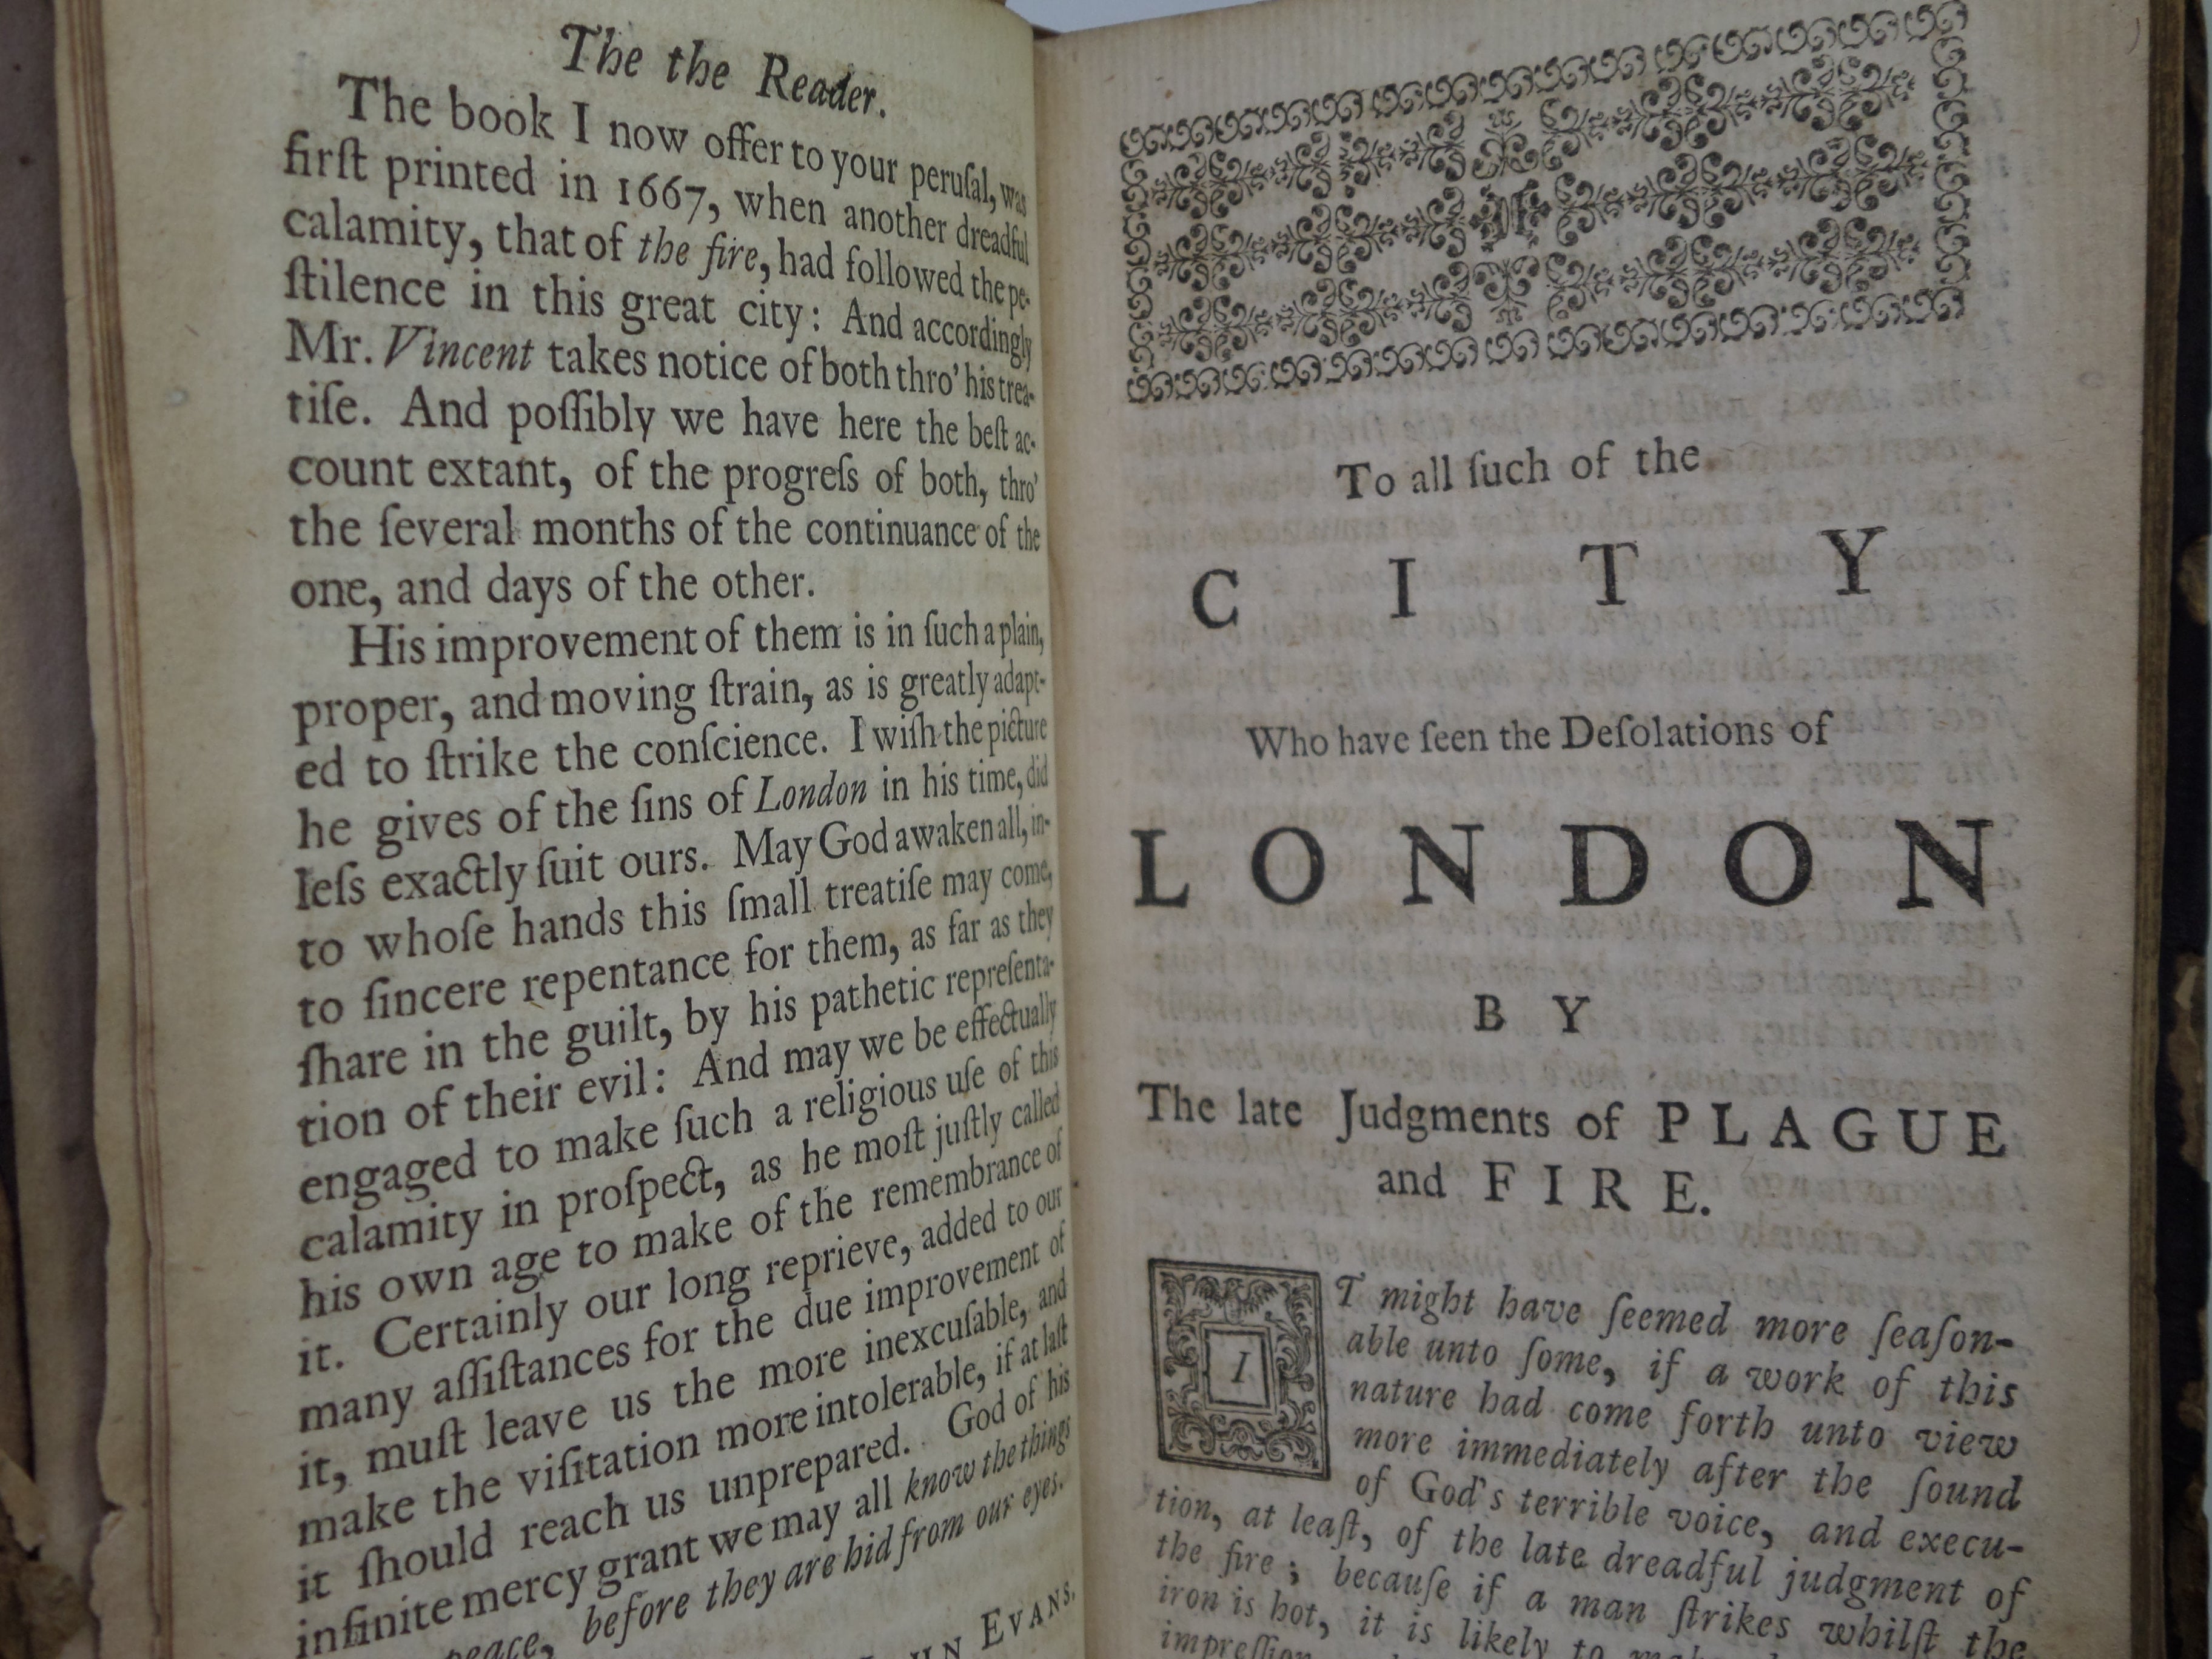 The the Reader.
The book I now offer to your peruſal, was
firſt printed in 1667, when another dreadful
calamity, that of the fire, had followed the pe-
ſtilence in this great city: And accordingly
Mr. Vincent takes notice of both thro' his trea-
tiſe. And poſſibly we have here the beſt ac-
count extant, of the progreſs of both, thro'
the ſeveral months of the continuance of the
one, and days of the other.
His improvement of them is in ſuch a plain,
proper, and moving ſtrain, as is greatly adapt-
ed to ſtrike the conſcience. I wiſh the picture
he gives of the ſins of London in his time, did
leſs exactly ſuit ours. May God awaken all, in-
to whoſe hands this ſmall treatiſe may come,
to ſincere repentance for them, as far as they
ſhare in the guilt, by his pathetic repreſenta-
tion of their evil: And may we be effectually
engaged to make ſuch a religious uſe of this
calamity in proſpect, as he moſt juſtly called
his own age to make of the remembrance of
it. Certainly our long reprieve, added to our
many aſſiſtances for the due improvement of
it, muſt leave us the more inexcuſable, and
make the viſitation more intolerable, if at laſt
it ſhould reach us unprepared. God of his
infinite mercy grant we may all know the things
peace, before they are hid from our eyes.
EVANS.
To all ſuch of the
CITY
Who have ſeen the Deſolations of
LONDON
BY
The late Judgments of PLAGUE
and FIRE.
IT might have ſeemed more ſeaſon-
able unto ſome, if a work of this
nature had come forth unto view
more immediately after the ſound
of God's terrible voice, and execu-
tion, at leaſt, of the late dreadful judgment of
the fire; becauſe if a man ſtrikes whilſt the
iron is hot, it is likely to
impreſſion